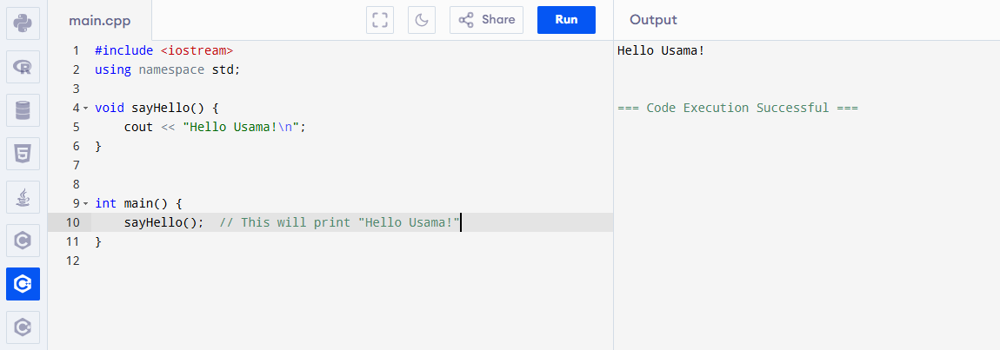 main.cpp
Share
Run
Output
1 #include <iostream>
2 using namespace std;
3
4 void sayHello() {
5     cout << "Hello Usama!\n";
6 }
7
8
9 int main() {
10     sayHello();  // This will print "Hello Usama!"
11 }
12
Hello Usama!
=== Code Execution Successful ===